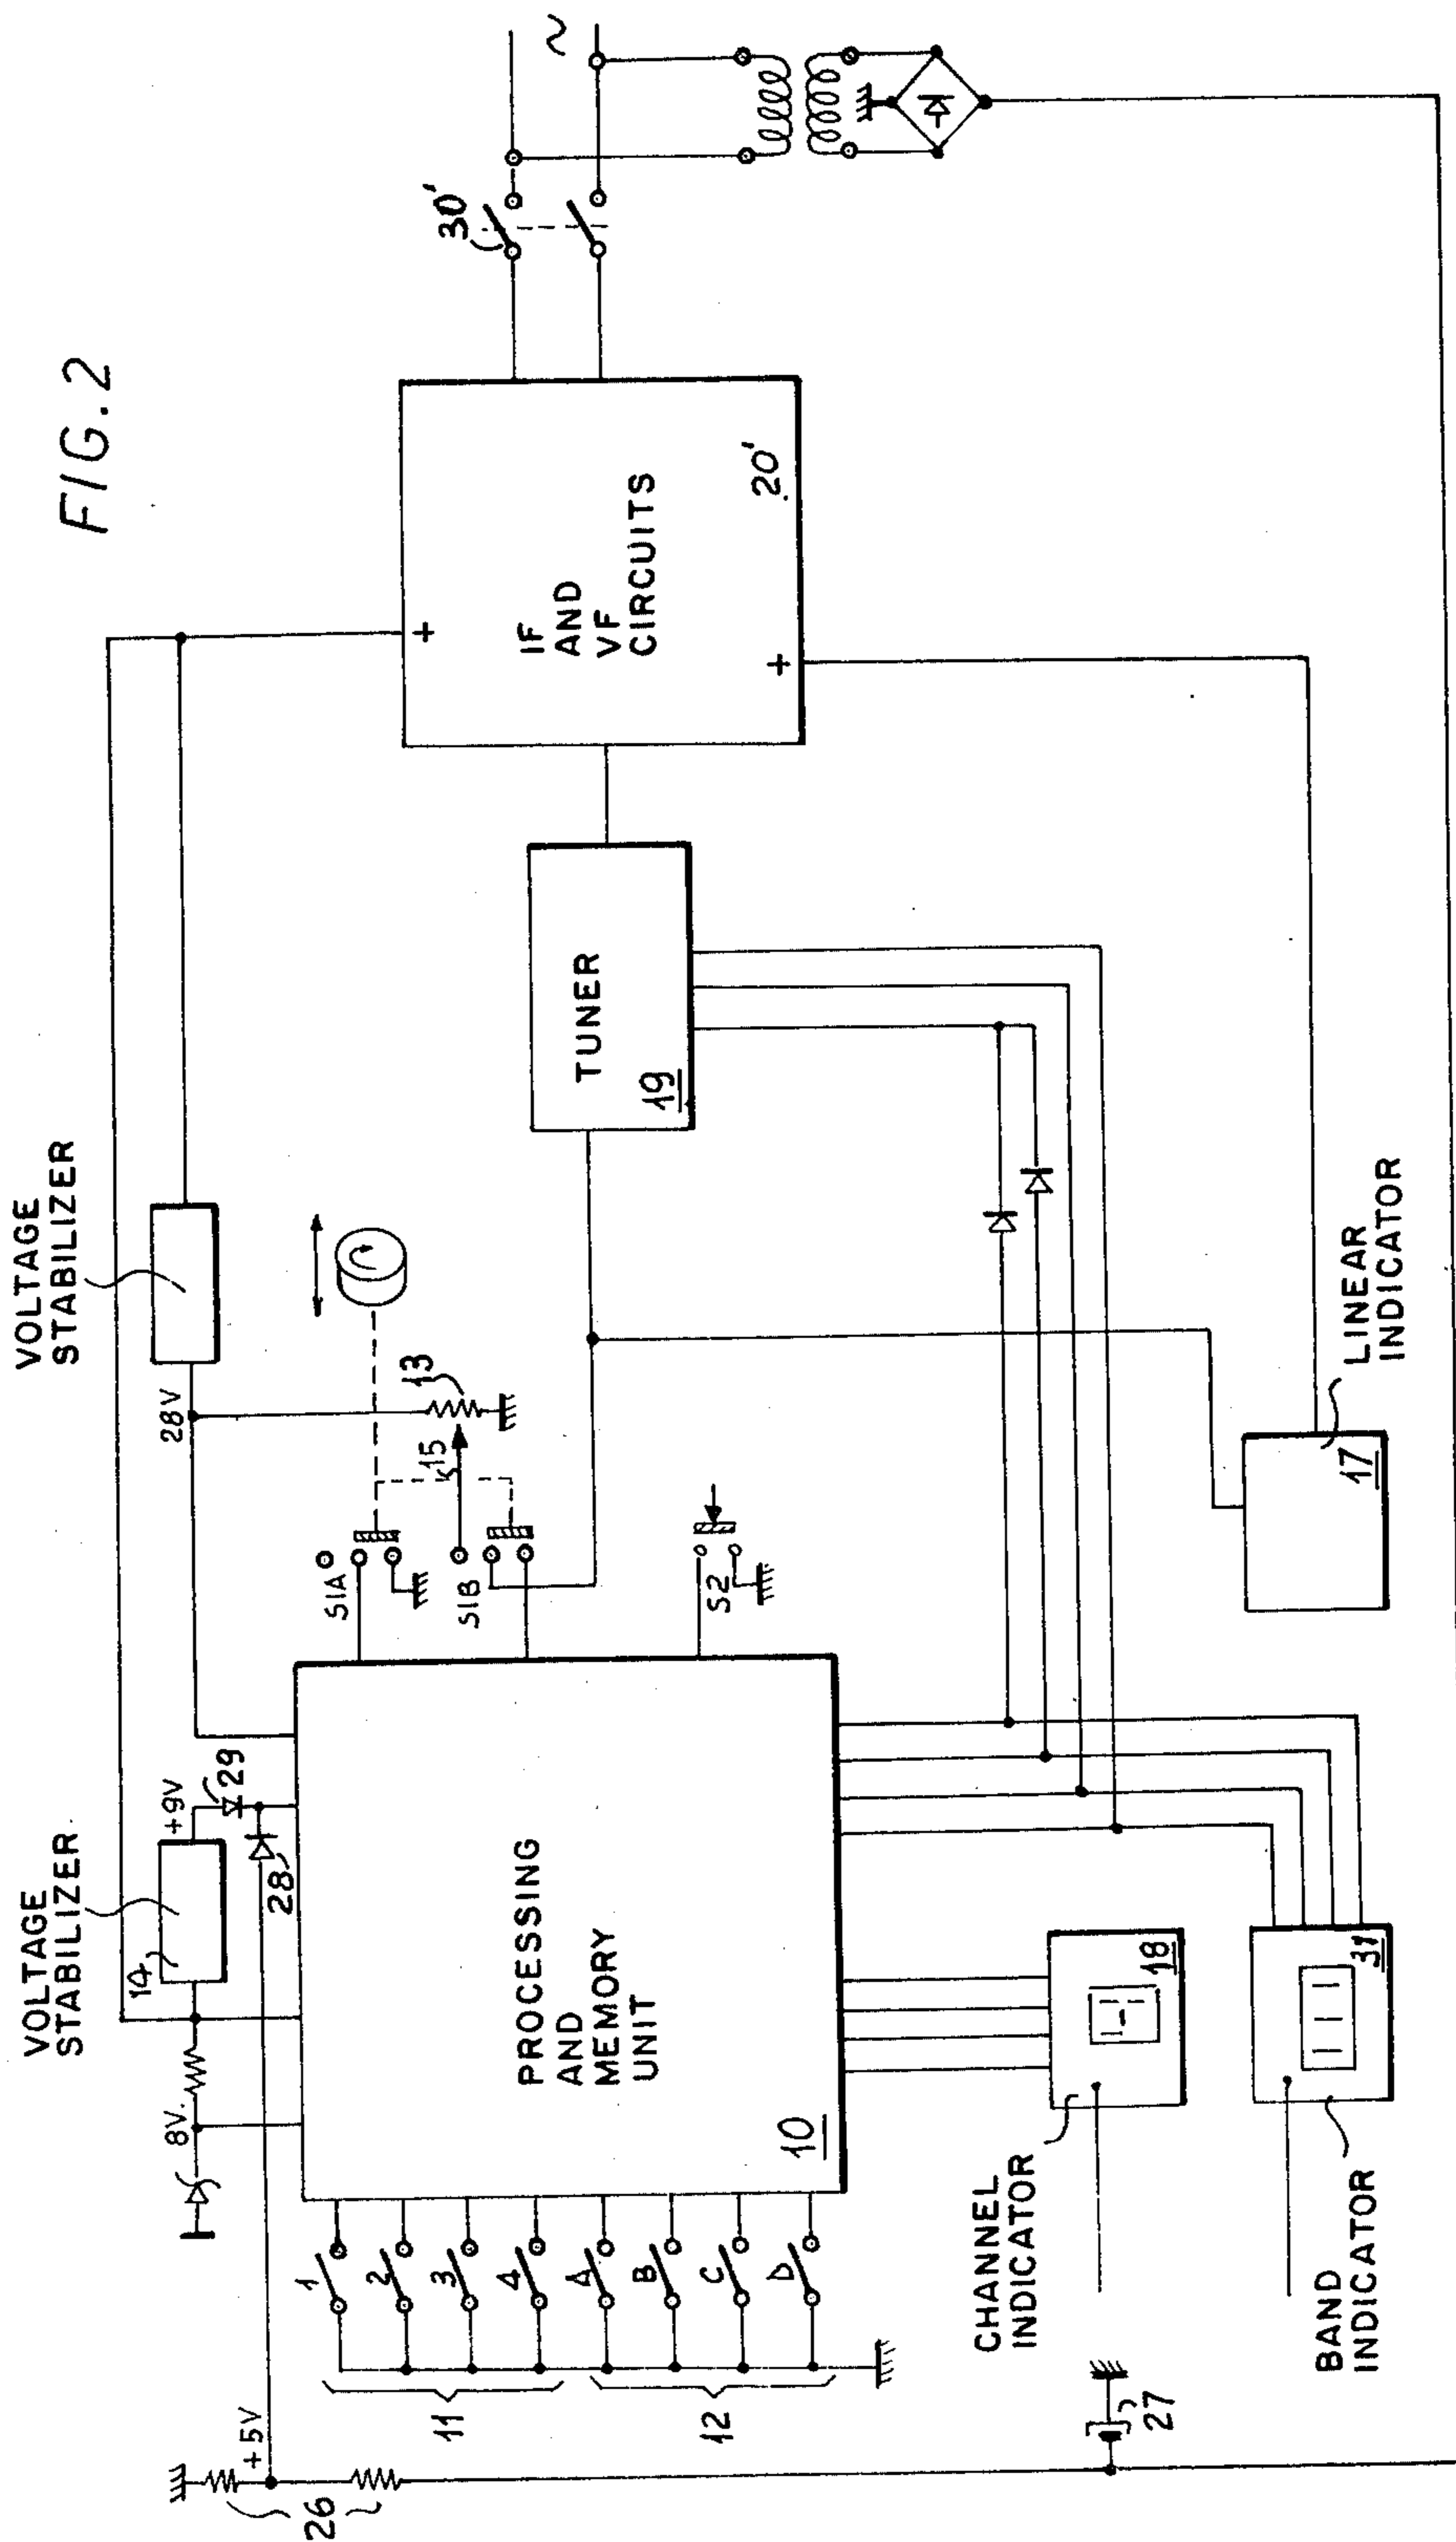 FIG. 2
VOLTAGE
STABILIZER
VOLTAGE
STABILIZER
14
+9V
29
28
8V.
28V
+5V
26
S1A
S1B
15
13
S2
30'
~
IF
AND
VF
CIRCUITS
20'
+
+
TUNER
19
PROCESSING
AND
MEMORY
UNIT
10
1
2
3
4
A
B
C
D
11
12
CHANNEL
INDICATOR
18
BAND
INDICATOR
31
LINEAR
INDICATOR
17
27